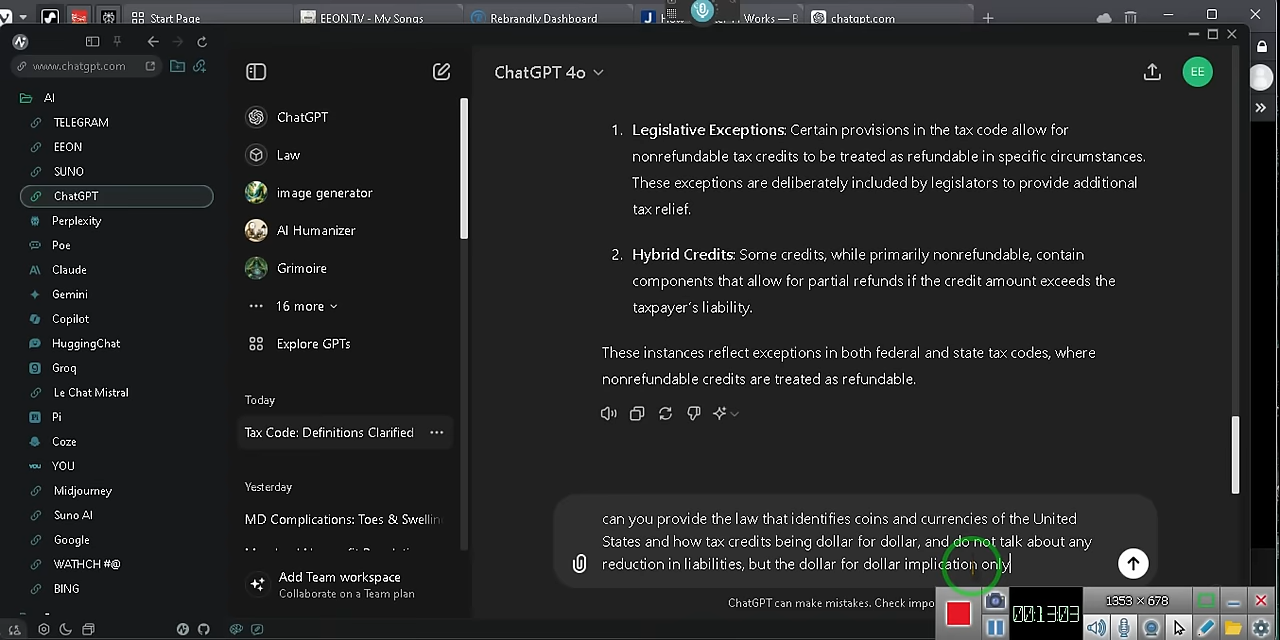 Start Page
EEON.TV - My Songs
Rebrandly Dashboard
Works — B
chatgpt.com
www.chatgpt.com
AI
TELEGRAM
EEON
SUNO
ChatGPT
Perplexity
Poe
Claude
Gemini
Copilot
HuggingChat
Groq
Le Chat Mistral
Pi
Coze
YOU
Midjourney
Suno AI
Google
WATHCH #@
BING
ChatGPT
Law
image generator
AI Humanizer
Grimoire
16 more
Explore GPTs
Today
Tax Code: Definitions Clarified
Yesterday
MD Complications: Toes & Swellin
Add Team workspace
Collaborate on a Team plan
ChatGPT 4o
EE
1. Legislative Exceptions: Certain provisions in the tax code allow for
nonrefundable tax credits to be treated as refundable in specific circumstances.
These exceptions are deliberately included by legislators to provide additional
tax relief.
2. Hybrid Credits: Some credits, while primarily nonrefundable, contain
components that allow for partial refunds if the credit amount exceeds the
taxpayer's liability.
These instances reflect exceptions in both federal and state tax codes, where
nonrefundable credits are treated as refundable.
can you provide the law that identifies coins and currencies of the United
States and how tax credits being dollar for dollar, and do not talk about any
reduction in liabilities, but the dollar for dollar implication only
ChatGPT can make mistakes. Check impo
00:13:03
1353 × 678